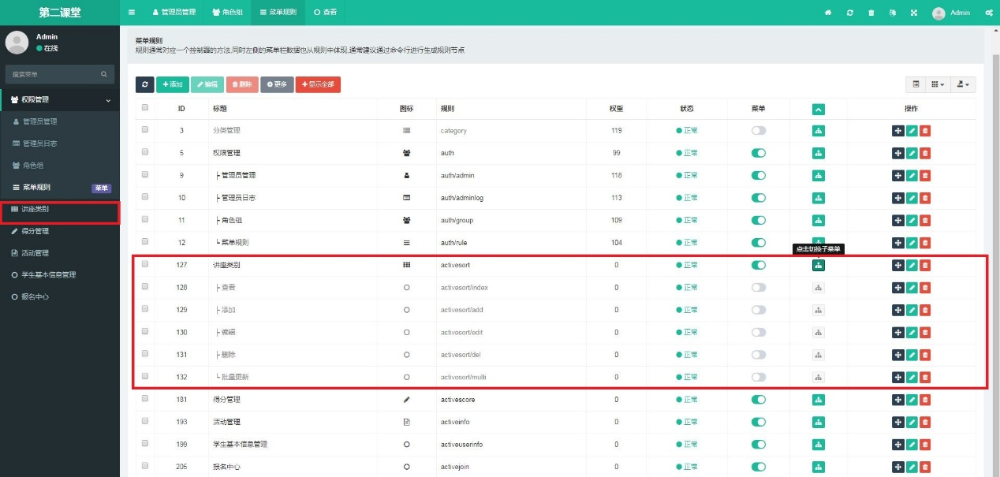 第二课堂 管理员管理 角色组 菜单规则 查看 Admin
Admin
在线
搜索菜单
权限管理
管理员管理
管理员日志
角色组
菜单规则 菜单
讲座类别
得分管理
活动管理
学生基本信息管理
报名中心
菜单规则
规则通常对应一个控制器的方法,同时左侧的菜单栏数据也从规则中体现,通常建议通过命令行进行生成规则节点
添加 编辑 删除 更多 显示全部
ID 标题 图标 规则 权重 状态 菜单 操作
3 分类管理 category 119 正常
5 权限管理 auth 99 正常
9 ├管理员管理 auth/admin 118 正常
10 ├管理员日志 auth/adminlog 113 正常
11 ├角色组 auth/group 109 正常
12 └菜单规则 auth/rule 104 正常
点击切换子菜单
127 讲座类别 activesort 0 正常
128 ├查看 activesort/index 0 正常
129 ├添加 activesort/add 0 正常
130 ├编辑 activesort/edit 0 正常
131 ├删除 activesort/del 0 正常
132 └批量更新 activesort/multi 0 正常
181 得分管理 activescore 0 正常
193 活动管理 activeinfo 0 正常
199 学生基本信息管理 activeuserinfo 0 正常
205 报名中心 activejoin 0 正常